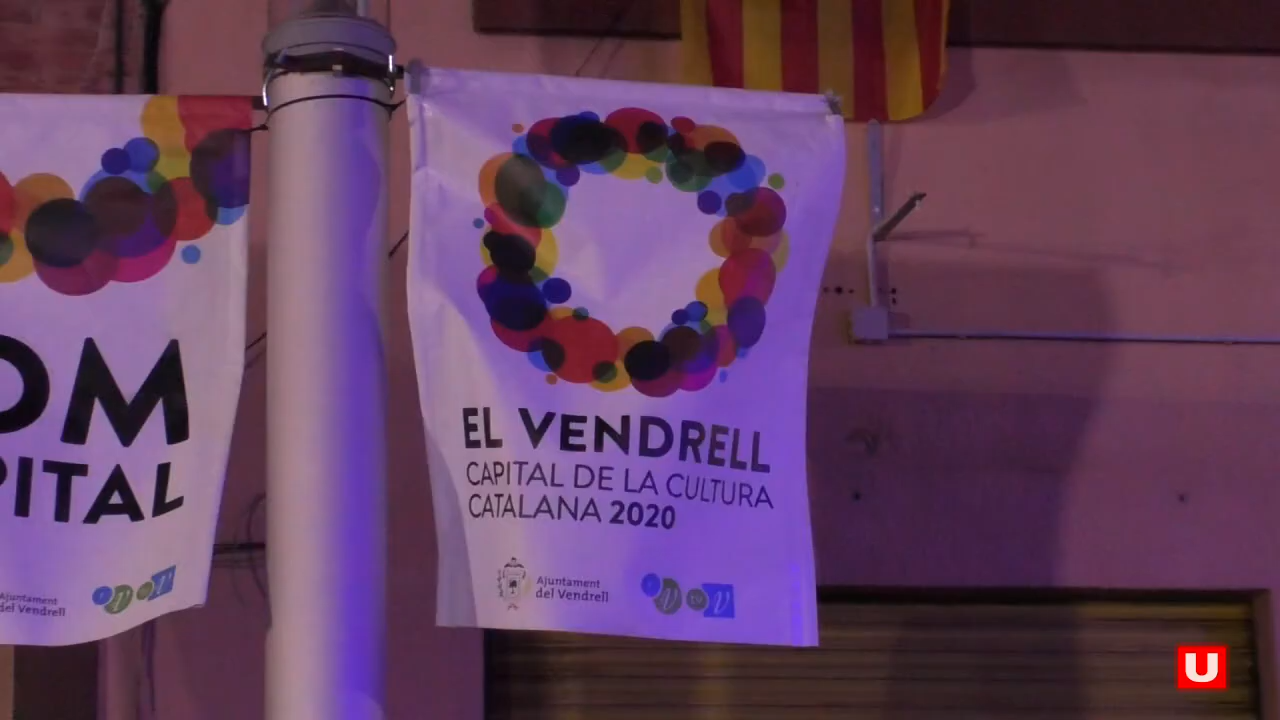 OM
PITAL
Ajuntament
del Vendrell
EL VENDRELL
CAPITAL DE LA CULTURA
CATALANA 2020
Ajuntament
del Vendrell
U